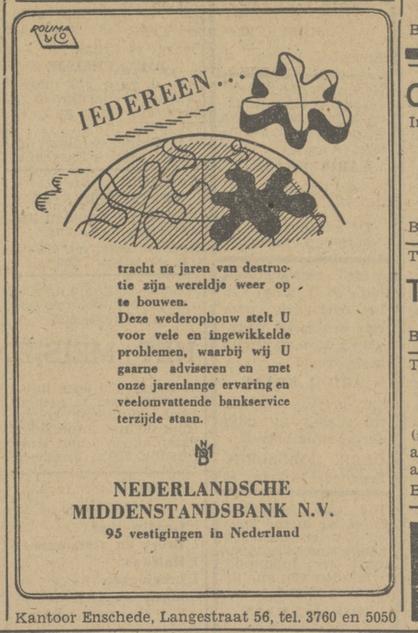 ROUMA
& CO
IEDEREEN...
tracht na jaren van destruc-
tie zijn wereldje weer op
te bouwen.
Deze wederopbouw stelt U
voor vele en ingewikkelde
problemen, waarbij wij U
gaarne adviseren en met
onze jarenlange ervaring en
veelomvattende bankservice
terzijde staan.
NMB
NEDERLANDSCHE
MIDDENSTANDSBANK N.V.
95 vestigingen in Nederland
Kantoor Enschede, Langestraat 56, tel. 3760 en 5050